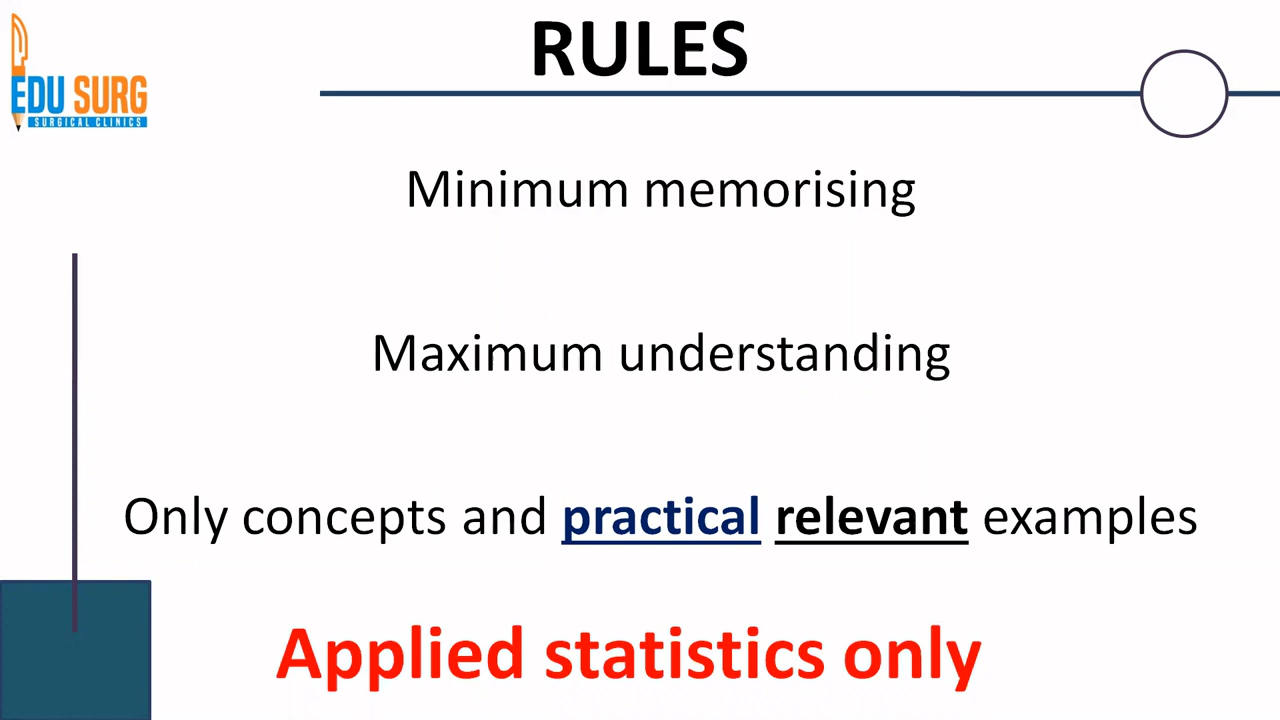 RULES
EDU SURG
SURGICAL CLINICS
Minimum memorising
Maximum understanding
Only concepts and practical relevant examples
Applied statistics only